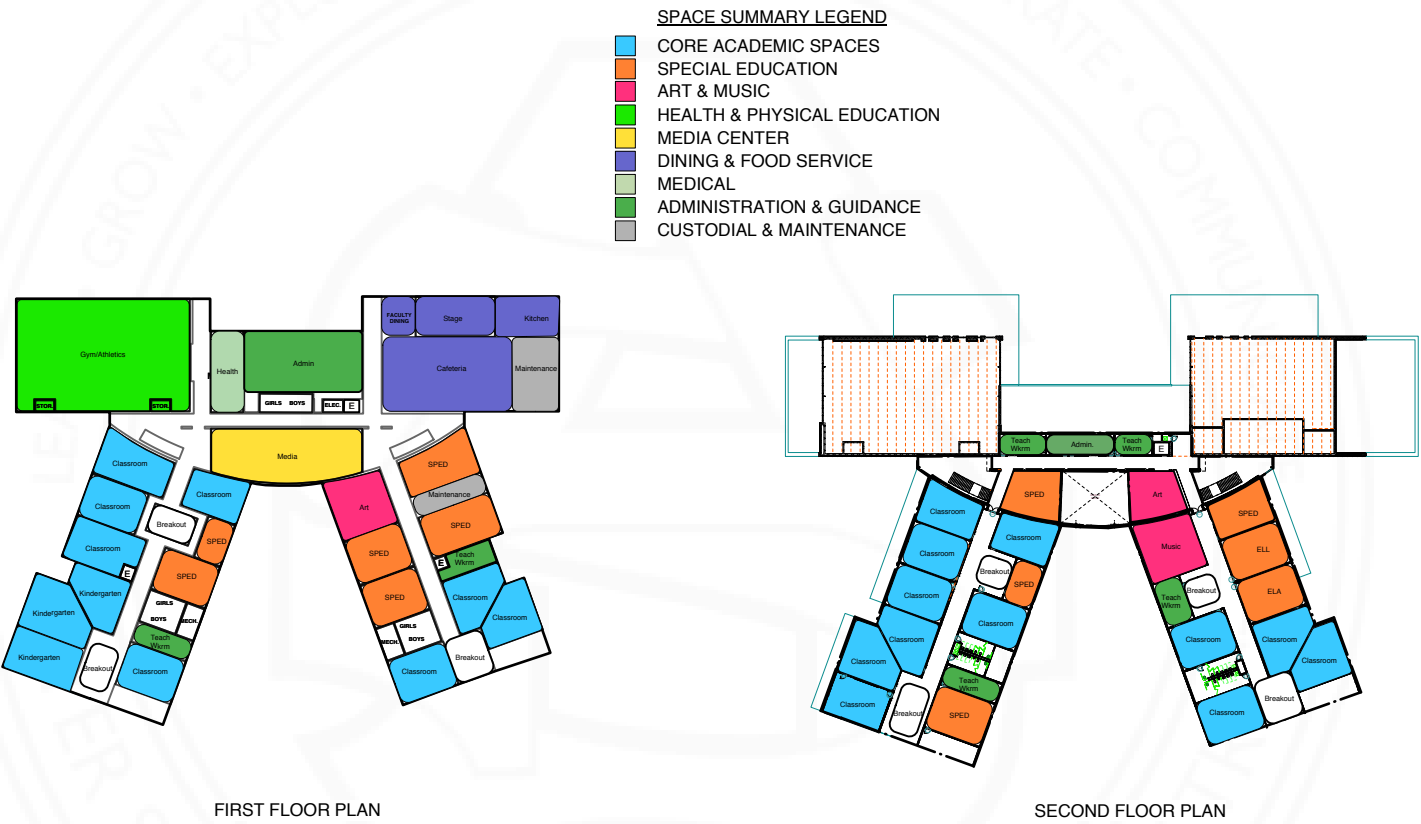 SPACE SUMMARY LEGEND
CORE ACADEMIC SPACES
SPECIAL EDUCATION
ART & MUSIC
HEALTH & PHYSICAL EDUCATION
MEDIA CENTER
DINING & FOOD SERVICE
MEDICAL
ADMINISTRATION & GUIDANCE
CUSTODIAL & MAINTENANCE
Gym/Athletics
STOR.
STOR.
Health
Admin
GIRLS BOYS
ELEC.
E
FACULTY
DINING
Stage
Kitchen
Cafeteria
Maintenance
Media
Classroom
Classroom
Classroom
E
Kindergarten
Kindergarten
Kindergarten
Breakout
Classroom
Breakout
SPED
SPED
GIRLS
BOYS
MECH.
Teach
Wkrm
Classroom
Art
SPED
SPED
GIRLS
BOYS
MECH.
Classroom
Breakout
SPED
Maintenance
SPED
Teach
Wkrm
E
Classroom
Classroom
FIRST FLOOR PLAN
Teach
Wkrm
Admin.
Teach
Wkrm
E
SPED
Art
Music
Classroom
Classroom
Classroom
Classroom
Classroom
Classroom
Breakout
Classroom
Breakout
SPED
Classroom
Teach
Wkrm
SPED
Teach
Wkrm
Breakout
Classroom
Classroom
Breakout
SPED
ELL
ELA
Classroom
Classroom
SECOND FLOOR PLAN
GROW